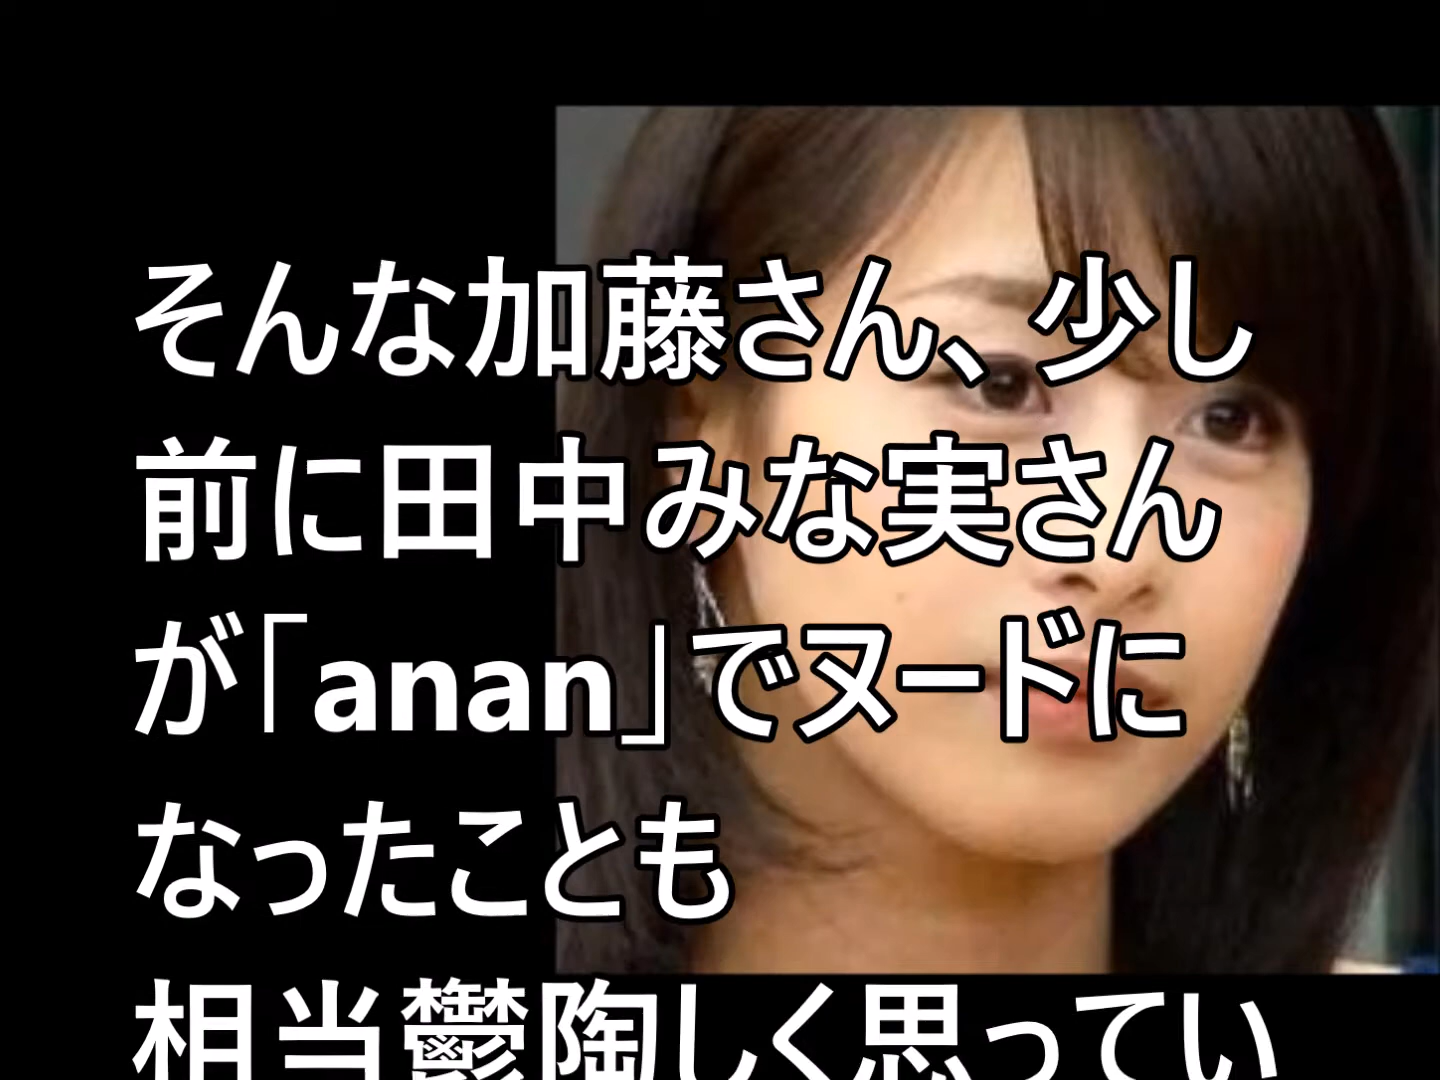 そんな加藤さん、少し
前に田中みな実さん
が「anan」でヌードに
なったことも
相当鬱陶しく思ってい